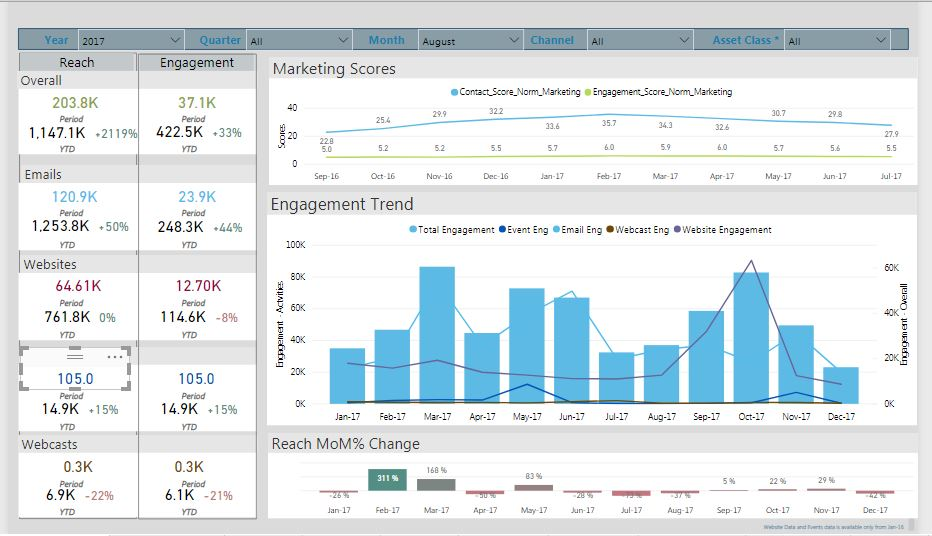 Year 2017 Quarter All Month August Channel All Asset Class * All
Reach Engagement
Overall
203.8K 37.1K
Period Period
1,147.1K +2119% 422.5K +33%
YTD YTD
Emails
120.9K 23.9K
Period Period
1,253.8K +50% 248.3K +44%
YTD YTD
Websites
64.61K 12.70K
Period Period
761.8K 0% 114.6K -8%
YTD YTD
105.0 105.0
Period Period
14.9K +15% 14.9K +15%
YTD YTD
Webcasts
0.3K 0.3K
Period Period
6.9K -22% 6.1K -21%
YTD YTD
Marketing Scores
Contact_Score_Norm_Marketing Engagement_Score_Norm_Marketing
Scores
40
20
0
22.8 25.4 29.9 32.2 33.6 35.7 34.3 32.6 30.7 29.8 27.9
5.0 5.2 5.2 5.5 5.7 6.0 5.9 6.0 5.7 5.6 5.5
Sep-16 Oct-16 Nov-16 Dec-16 Jan-17 Feb-17 Mar-17 Apr-17 May-17 Jun-17 Jul-17
Engagement Trend
Total Engagement Event Eng Email Eng Webcast Eng Website Engagement
Engagement - Activities
100K
80K
60K
40K
20K
0K
60K
40K
20K
0K
Engagement - Overall
Jan-17 Feb-17 Mar-17 Apr-17 May-17 Jun-17 Jul-17 Aug-17 Sep-17 Oct-17 Nov-17 Dec-17
Reach MoM% Change
-26 % 311 % 168 % -50 % 83 % -28 % -37 % 5 % 22 % 29 % -42 %
Jan-17 Feb-17 Mar-17 Apr-17 May-17 Jun-17 Jul-17 Aug-17 Sep-17 Oct-17 Nov-17 Dec-17
Website Data and Events data is available only from Jan-16